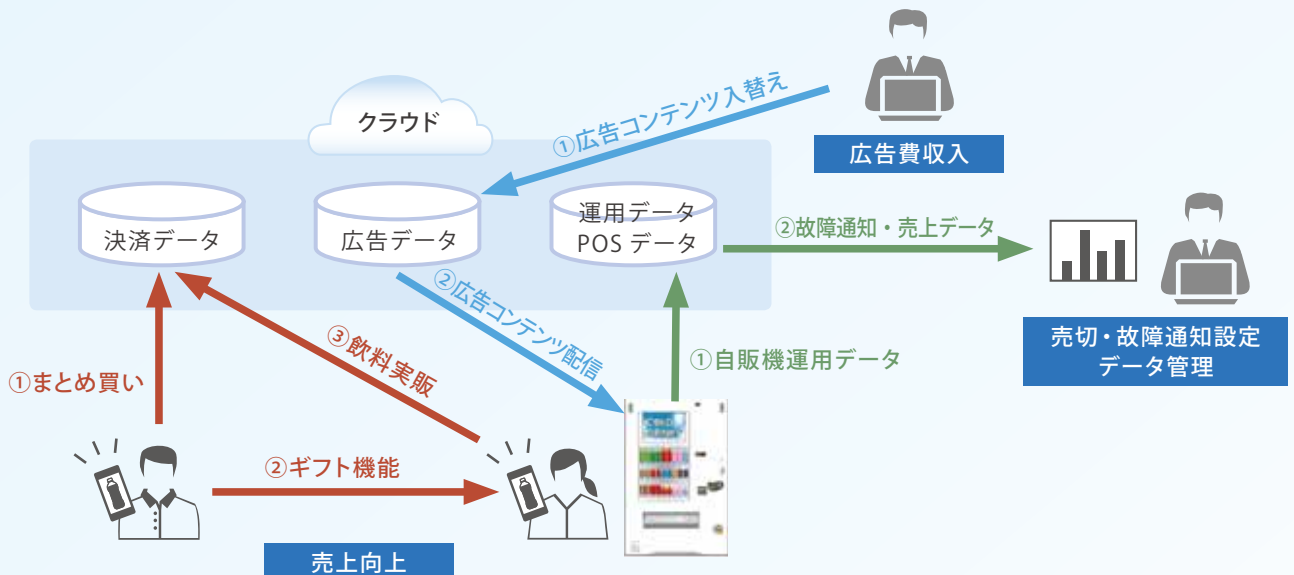 クラウド
①広告コンテンツ入替え
広告費収入
決済データ
広告データ
運用データ
POS データ
②故障通知・売上データ
売切・故障通知設定
データ管理
①まとめ買い
③飲料実販
②広告コンテンツ配信
①自販機運用データ
②ギフト機能
売上向上